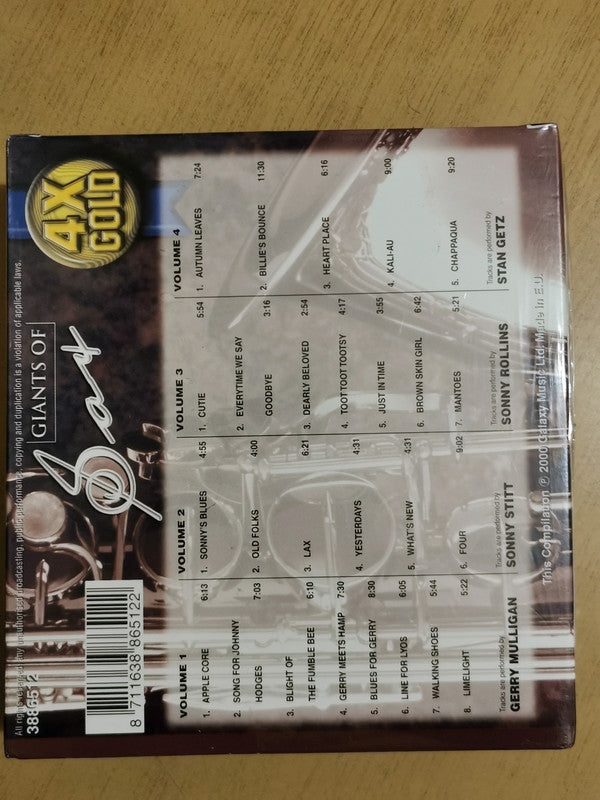 All rights any unauthorised broadcasting, public performance, copying and duplication is a violation of applicable laws.
3886512
8 711638 865122
GIANTS OF
Sax
4X
GOLD
VOLUME 1
1. APPLE CORE 6:13
2. SONG FOR JOHNNY
HODGES 7:03
3. BLIGHT OF
THE FUMBLE BEE 6:10
4. GERRY MEETS HAMP 7:30
5. BLUES FOR GERRY 8:30
6. LINE FOR LYOS 6:05
7. WALKING SHOES 5:44
8. LIMELIGHT 5:22
Tracks are performed by
GERRY MULLIGAN
VOLUME 2
1. SONNY'S BLUES 4:55
2. OLD FOLKS 4:00
3. LAX 6:21
4. YESTERDAYS 4:31
5. WHAT'S NEW 4:31
6. FOUR 9:02
Tracks are performed by
SONNY STITT
VOLUME 3
1. CUTIE 5:54
2. EVERYTIME WE SAY
GOODBYE 3:16
3. DEARLY BELOVED 2:54
4. TOOT TOOT TOOTSY 4:17
5. JUST IN TIME 3:55
6. BROWN SKIN GIRL 6:42
7. MANTOES 5:21
Tracks are performed by
SONNY ROLLINS
VOLUME 4
1. AUTUMN LEAVES 7:24
2. BILLIE'S BOUNCE 11:30
3. HEART PLACE 6:16
4. KALI-AU 9:00
5. CHAPPAQUA 9:20
Tracks are performed by
STAN GETZ
This Compilation ℗ 2000 Galaxy Music Ltd. Made in E.U.